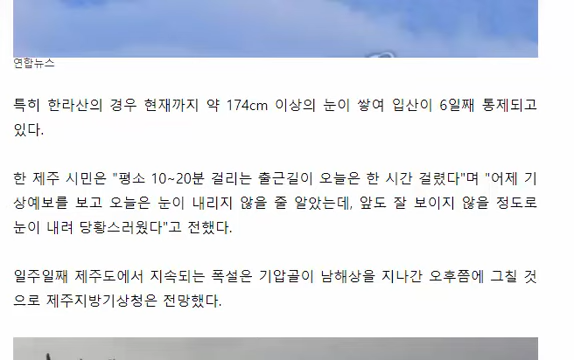 연합뉴스
특히 한라산의 경우 현재까지 약 174cm 이상의 눈이 쌓여 입산이 6일째 통제되고
있다.
한 제주 시민은 "평소 10~20분 걸리는 출근길이 오늘은 한 시간 걸렸다"며 "어제 기
상예보를 보고 오늘은 눈이 내리지 않을 줄 알았는데, 앞도 잘 보이지 않을 정도로
눈이 내려 당황스러웠다"고 전했다.
일주일째 제주도에서 지속되는 폭설은 기압골이 남해상을 지나간 오후쯤에 그칠 것
으로 제주지방기상청은 전망했다.